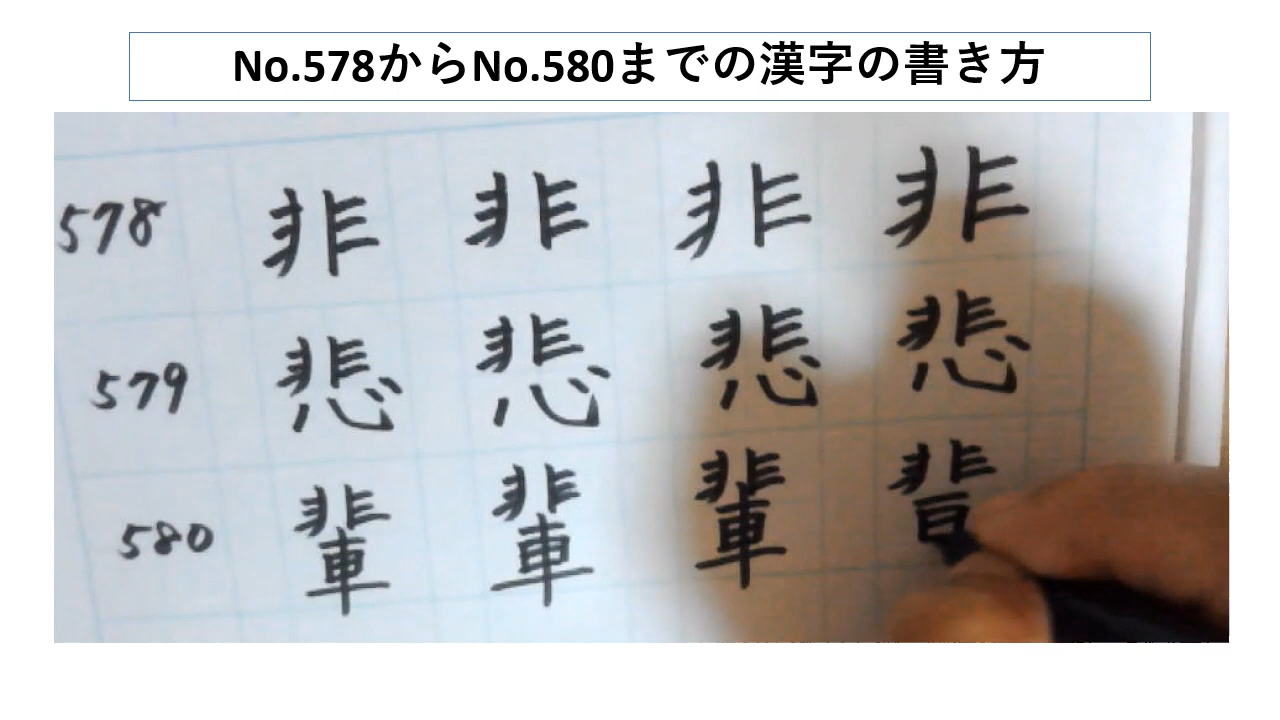 No.578からNo.580までの漢字の書き方
578 非 非 非 非
579 悲 悲 悲 悲
580 輩 輩 輩